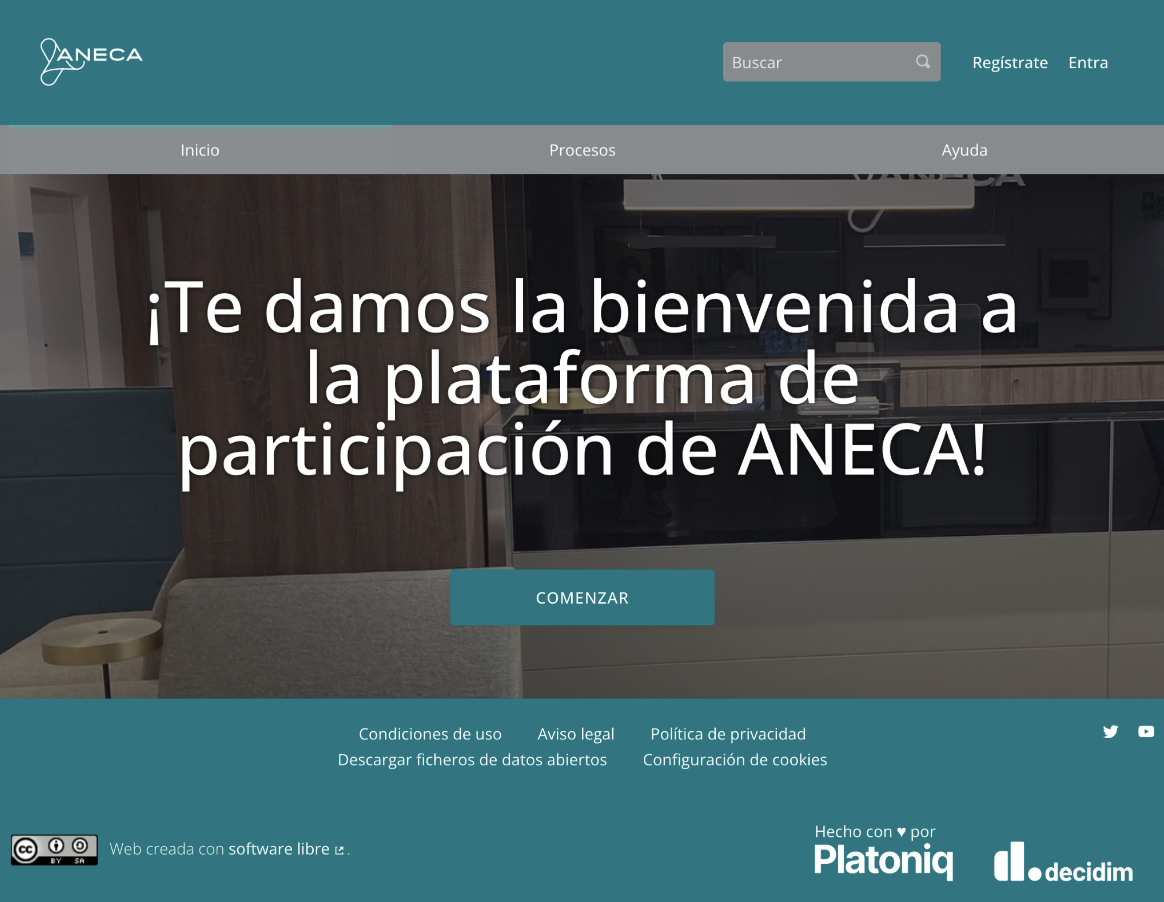 ANECA
Buscar
Regístrate
Entra
Inicio
Procesos
Ayuda
ANECA
¡Te damos la bienvenida a
la plataforma de
participación de ANECA!
COMENZAR
Condiciones de uso
Aviso legal
Política de privacidad
Descargar ficheros de datos abiertos
Configuración de cookies
cc
BY SA
Web creada con software libre.
Hecho con ♥ por
Platoniq
decidim